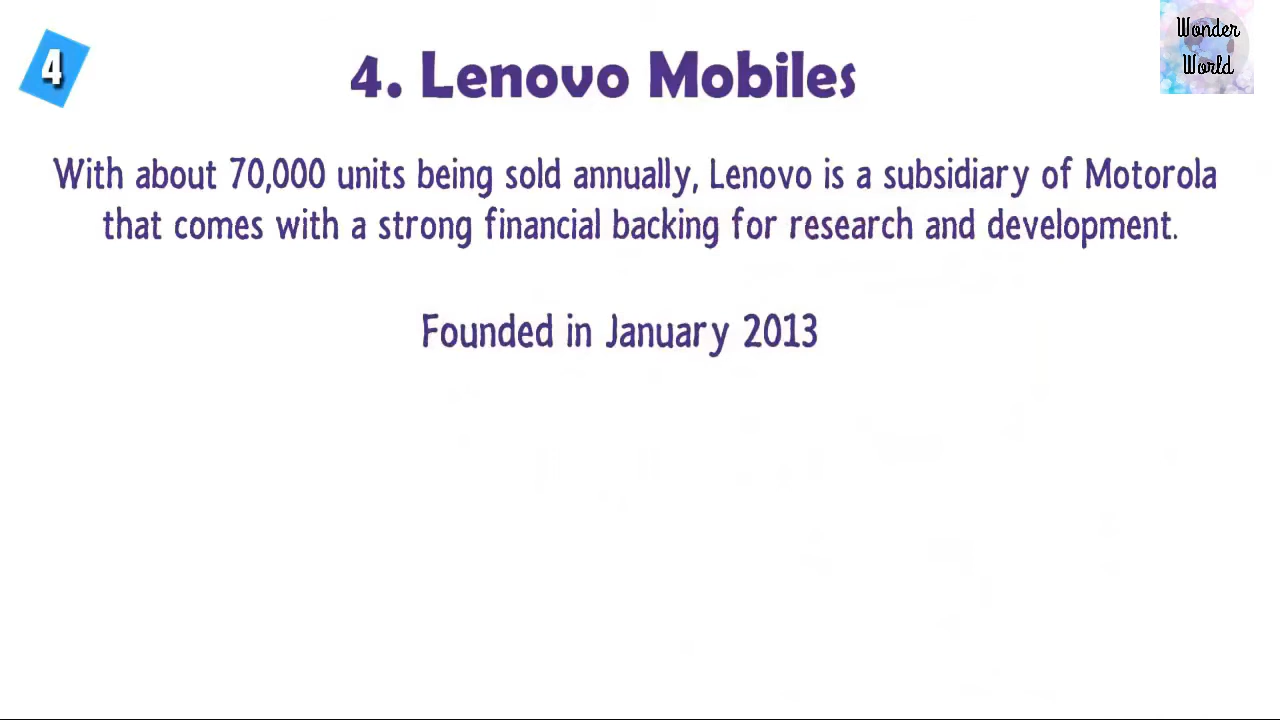 4
4. Lenovo Mobiles
Wonder
World
With about 70,000 units being sold annually, Lenovo is a subsidiary of Motorola
that comes with a strong financial backing for research and development.
Founded in January 2013